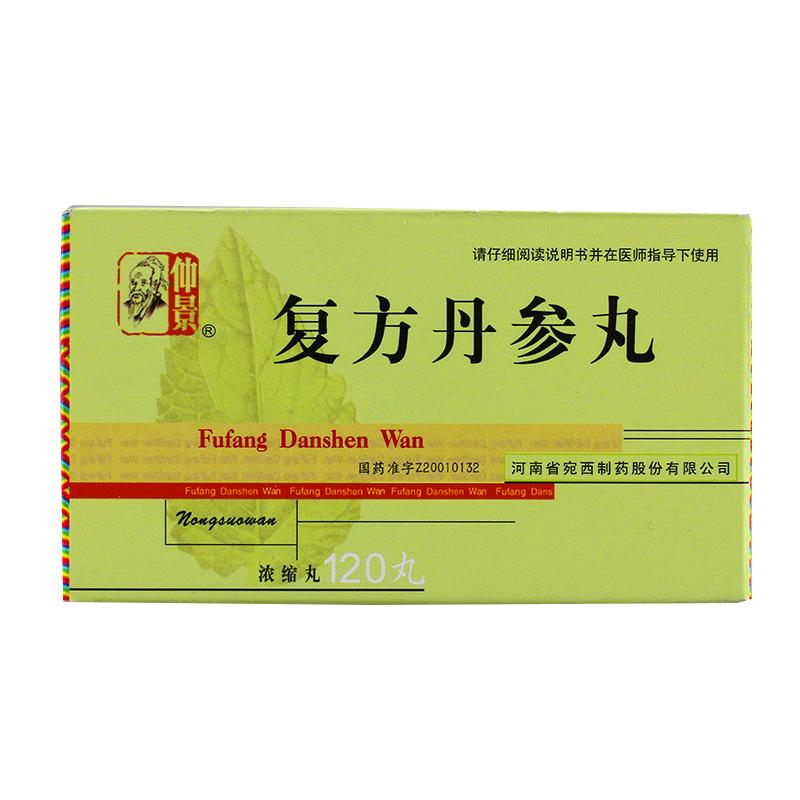 请仔细阅读说明书并在医师指导下使用
仲景
®
复方丹参丸
Fufang Danshen Wan
国药准字Z20010132
河南省宛西制药股份有限公司
Fufang Danshen Wan Fufang Danshen Wan Fufang Danshen Wan Fufang Dans
Nongsuowan
浓缩丸120丸